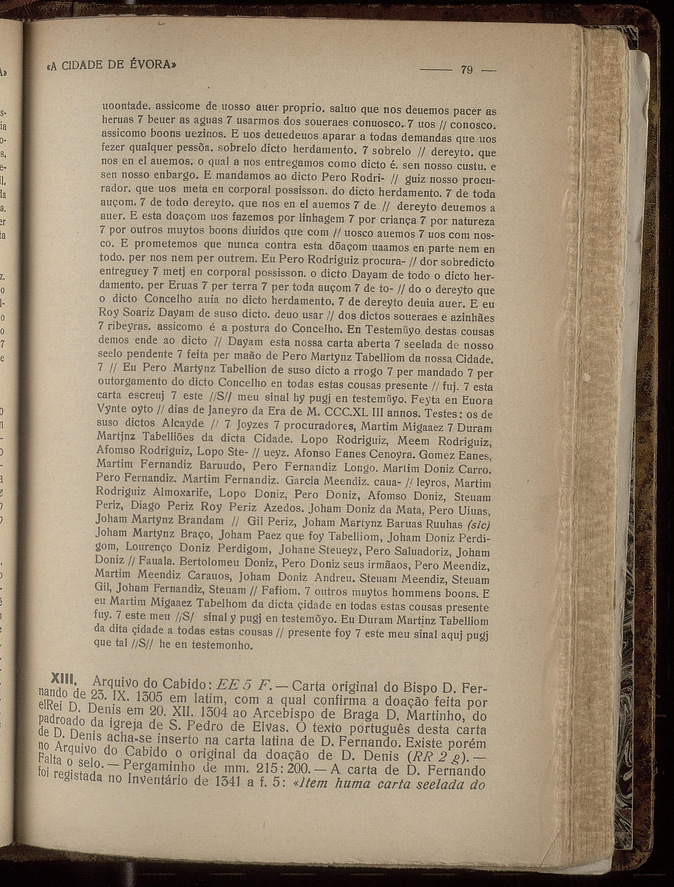 «A CIDADE DE ÉVORA»
79
uoontade. assicome de uosso auer proprio. saluo que nos deuemos pacer as
heruas 7 beuer as aguas 7 usarmos dos soueraes conuosco. 7 uos // conosco.
assicomo boons uezinos. E uos deuedeuos aparar a todas demandas que uos
fezer qualquer pessõa. sobrelo dicto herdamento. 7 sobrelo // dereyto. que
nos en el auemos. o qual a uos entregamos como dicto é. sen nosso custu. e
sen nosso enbargo. E mandamos ao dicto Pero Rodri- // guiz nosso procu-
rador. que uos meta en corporal possisson. do dicto herdamento. 7 de toda
auçom. 7 de todo dereyto. que nos en el auemos 7 de // dereyto deuemos a
auer. E esta doaçom uos fazemos por linhagem 7 por criança 7 por natureza
7 por outros muytos boons diuidos que com // uosco auemos 7 uos com nos-
co. E prometemos que nunca contra esta dõaçom uaamos en parte nem en
todo. per nos nem per outrem. Eu Pero Rodriguiz procura- // dor sobredicto
entreguey 7 metj en corporal possisson. o dicto Dayam de todo o dicto her-
damento. per Eruas 7 per terra 7 per toda auçom 7 de to- // do o dereyto que
o dicto Concelho auia no dicto herdamento. 7 de dereyto deuia auer. E eu
Roy Soariz Dayam de suso dicto. deuo usar // dos dictos soueraes e azinhães
7 ribeyras. assicomo é a postura do Concelho. En Testemũyo destas cousas
demos ende ao dicto // Dayam esta nossa carta aberta 7 seelada de nosso
seelo pendente 7 feita per maão de Pero Martynz Tabelliom da nossa Cidade.
7 // Eu Pero Martynz Tabellion de suso dicto a rrogo 7 per mandado 7 per
outorgamento do dicto Concelho en todas estas cousas presente // fuj. 7 esta
carta escreuj 7 este //S// meu sinal hy pugj en testemũyo. Feyta en Euora
Vynte oyto // dias de Janeyro da Era de M. CCC.XL III annos. Testes: os de
suso dictos Alcayde // 7 Joyzes 7 procuradores, Martim Migaaez 7 Duram
Martjnz Tabelliões da dicta Cidade. Lopo Rodriguiz, Meem Rodriguiz,
Afomso Rodriguiz, Lopo Ste- // ueyz. Afonso Eanes Cenoyra. Gomez Eanes.
Martim Fernandiz Baruudo, Pero Fernandiz Longo. Martim Doniz Carro.
Pero Fernandiz. Martim Fernandiz. Garcia Meendiz. caua- // leyros, Martim
Rodriguiz Almoxarife, Lopo Doniz, Pero Doniz, Afomso Doniz, Steuam
Periz, Diago Periz Roy Periz Azedos. Joham Doniz da Mata, Pero Uiuas,
Joham Martynz Brandam // Gil Periz, Joham Martynz Baruas Ruuhas (sic)
Joham Martynz Braço, Joham Paez que foy Tabelliom, Joham Doniz Perdi-
gom, Lourenço Doniz Perdigom, Johane Steueyz, Pero Saluadoriz, Joham
Doniz // Fauala. Bertolomeu Doniz, Pero Doniz seus irmãaos, Pero Meendiz,
Martim Meendiz Carauos, Joham Doniz Andreu. Steuam Meendiz, Steuam
Gil, Joham Fernandiz, Steuam // Fafiom. 7 outros muytos hommens boons. E
eu Martim Migaaez Tabelhom da dicta çidade en todas estas cousas presente
fuy. 7 este meu //S/ sinal y pugj en testemõyo. Eu Duram Martinz Tabelliom
da dita çidade a todas estas cousas // presente foy 7 este meu sinal aquj pugj
que tal //S// he en testemonho.
XIII. Arquivo do Cabido: EE 5 F. — Carta original do Bispo D. Fer-
nando de 23. IX. 1305 em latim, com a qual confirma a doação feita por
elRei D. Denis em 20. XII. 1304 ao Arcebispo de Braga D. Martinho, do
padroado da igreja de S. Pedro de Elvas. O texto português desta carta
de D. Denis acha-se inserto na carta latina de D. Fernando. Existe porém
no Arquivo do Cabido o original da doação de D. Denis (RR 2 g). —
Falta o selo. — Pergaminho de mm. 215:200. — A carta de D. Fernando
foi registada no Inventário de 1341 a f. 5: «Item huma carta seelada do